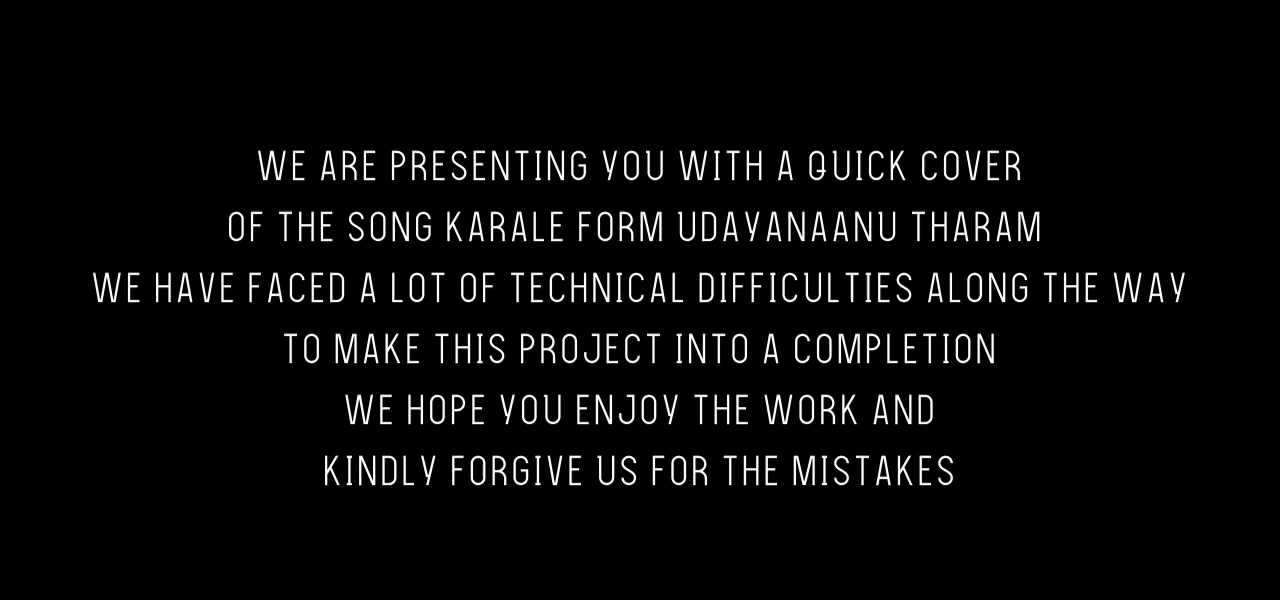 WE ARE PRESENTING YOU WITH A QUICK COVER
OF THE SONG KARALE FORM UDAYANAANU THARAM
WE HAVE FACED A LOT OF TECHNICAL DIFFICULTIES ALONG THE WAY
TO MAKE THIS PROJECT INTO A COMPLETION
WE HOPE YOU ENJOY THE WORK AND
KINDLY FORGIVE US FOR THE MISTAKES